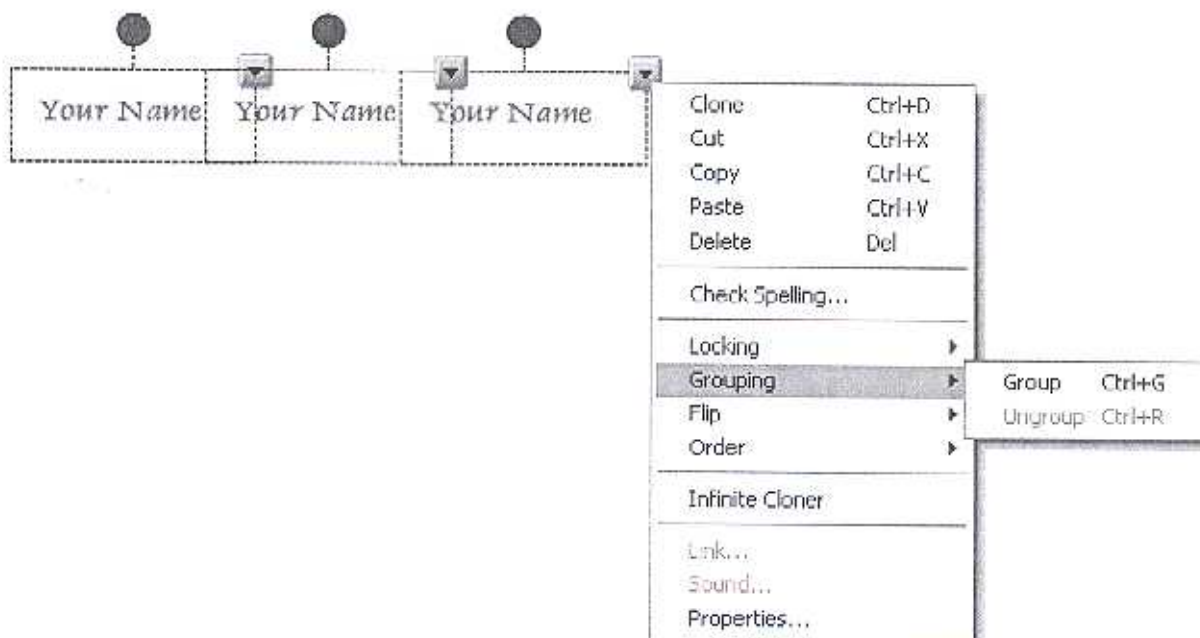 Your Name Your Name Your Name
Clone Ctrl+D
Cut Ctrl+X
Copy Ctrl+C
Paste Ctrl+V
Delete Del
Check Spelling...
Locking
Grouping
Group Ctrl+G
Flip
Ungroup Ctrl+R
Order
Infinite Cloner
Link...
Sound...
Properties...